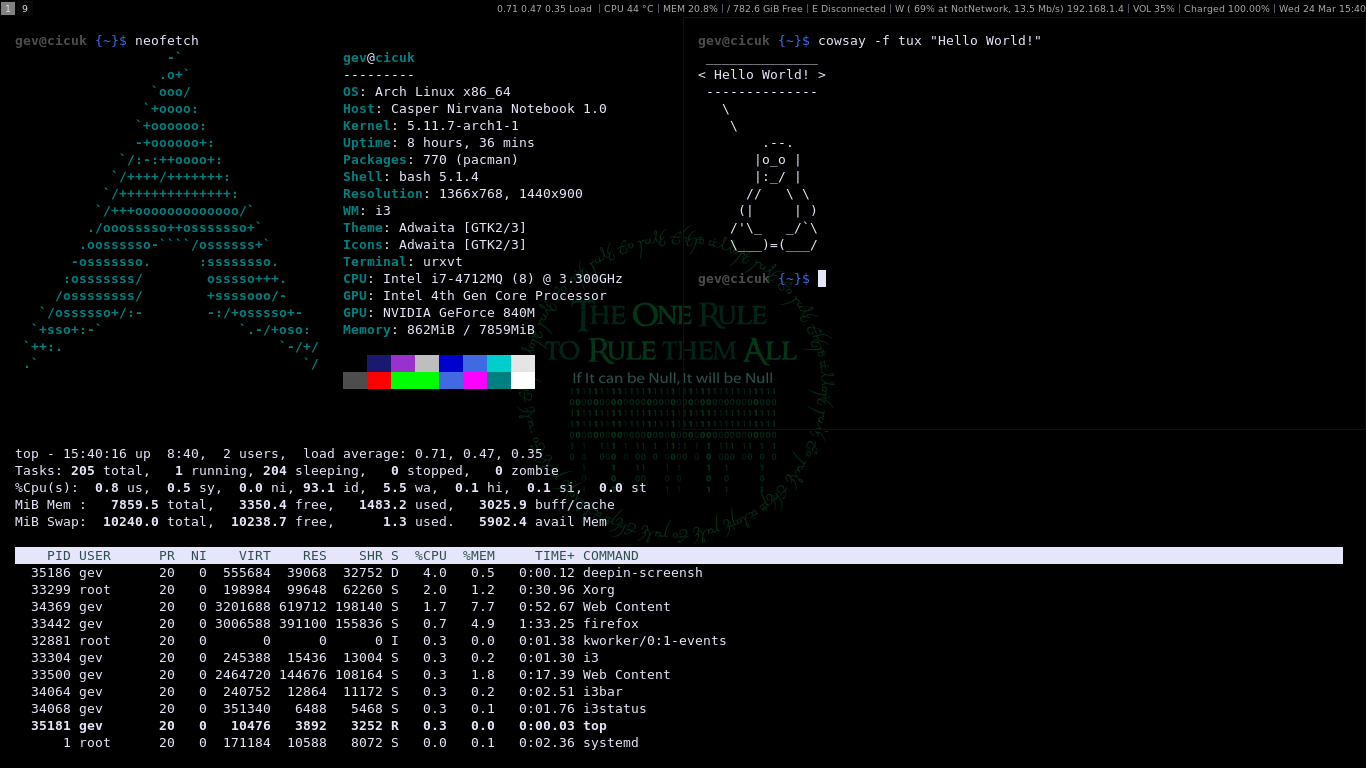 1 9 0.71 0.47 0.35 Load | CPU 44 °C | MEM 20.8% | / 782.6 GiB Free | E Disconnected | W ( 69% at NotNetwork, 13.5 Mb/s) 192.168.1.4 | VOL 35% | Charged 100.00% | Wed 24 Mar 15:40
gev@cicuk {~}$ neofetch
gev@cicuk
---------
OS: Arch Linux x86_64
Host: Casper Nirvana Notebook 1.0
Kernel: 5.11.7-arch1-1
Uptime: 8 hours, 36 mins
Packages: 770 (pacman)
Shell: bash 5.1.4
Resolution: 1366x768, 1440x900
WM: i3
Theme: Adwaita [GTK2/3]
Icons: Adwaita [GTK2/3]
Terminal: urxvt
CPU: Intel i7-4712MQ (8) @ 3.300GHz
GPU: Intel 4th Gen Core Processor
GPU: NVIDIA GeForce 840M
Memory: 862MiB / 7859MiB
gev@cicuk {~}$ cowsay -f tux "Hello World!"
 ______________
< Hello World! >
 --------------
   \
    \
        .--.
       |o_o |
       |:_/ |
      //   \ \
     (|     | )
    /'\_   _/`\
    \___)=(___/
gev@cicuk {~}$
THE ONE RULE
TO RULE THEM ALL
If It can be Null, It will be Null
top - 15:40:16 up  8:40,  2 users,  load average: 0.71, 0.47, 0.35
Tasks: 205 total,   1 running, 204 sleeping,   0 stopped,   0 zombie
%Cpu(s):  0.8 us,  0.5 sy,  0.0 ni, 93.1 id,  5.5 wa,  0.1 hi,  0.1 si,  0.0 st
MiB Mem :   7859.5 total,   3350.4 free,   1483.2 used,   3025.9 buff/cache
MiB Swap:  10240.0 total,  10238.7 free,      1.3 used.   5902.4 avail Mem
PID USER      PR  NI    VIRT    RES    SHR S  %CPU  %MEM     TIME+ COMMAND
35186 gev       20   0  555684  39068  32752 D   4.0   0.5   0:00.12 deepin-screensh
33299 root      20   0  198984  99648  62260 S   2.0   1.2   0:30.96 Xorg
34369 gev       20   0 3201688 619712 198140 S   1.7   7.7   0:52.67 Web Content
33442 gev       20   0 3006588 391100 155836 S   0.7   4.9   1:33.25 firefox
32881 root      20   0       0      0      0 I   0.3   0.0   0:01.38 kworker/0:1-events
33304 gev       20   0  245388  15436  13004 S   0.3   0.2   0:01.30 i3
33500 gev       20   0 2464720 144676 108164 S   0.3   1.8   0:17.39 Web Content
34064 gev       20   0  240752  12864  11172 S   0.3   0.2   0:02.51 i3bar
34068 gev       20   0  351340   6488   5468 S   0.3   0.1   0:01.76 i3status
35181 gev       20   0   10476   3892   3252 R   0.3   0.0   0:00.03 top
1 root      20   0  171184  10588   8072 S   0.0   0.1   0:02.36 systemd